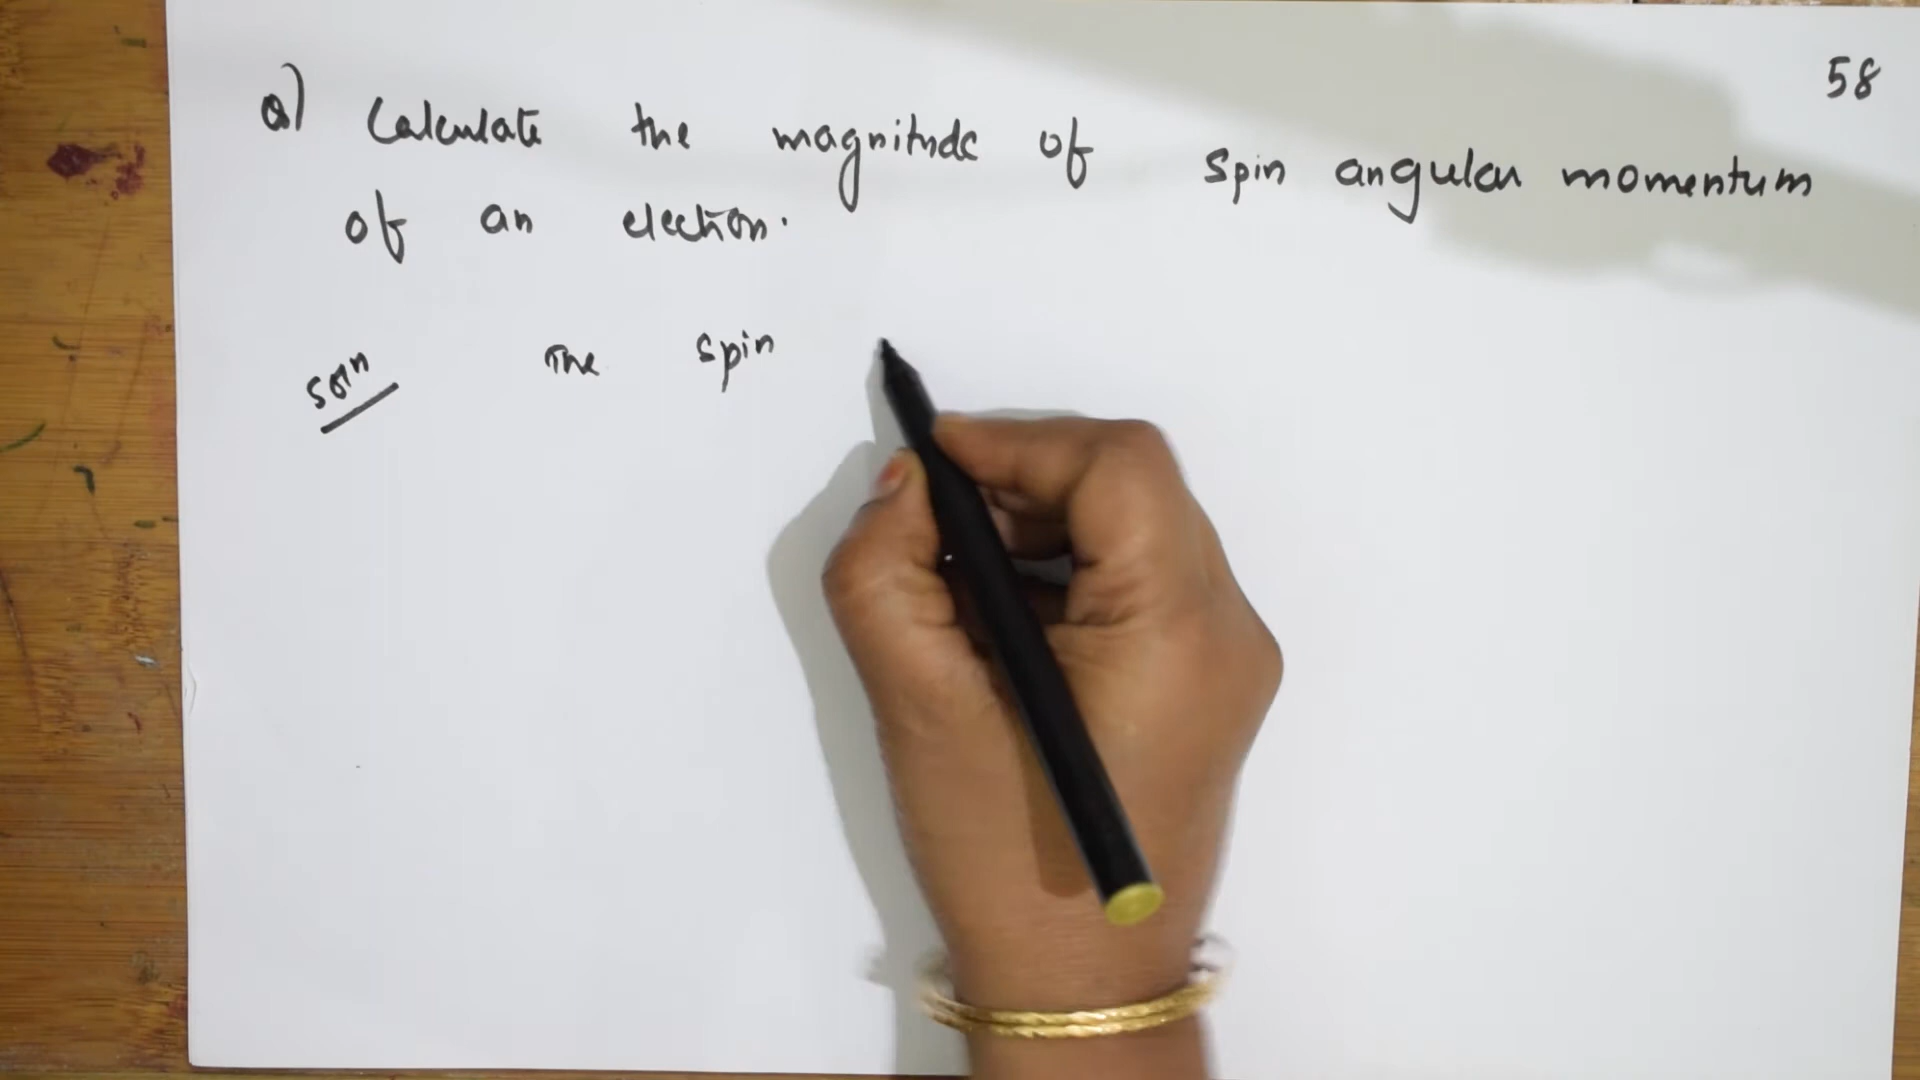 58
Q) Calculate the magnitude of spin angular momentum
of an electron.
Soln The spin